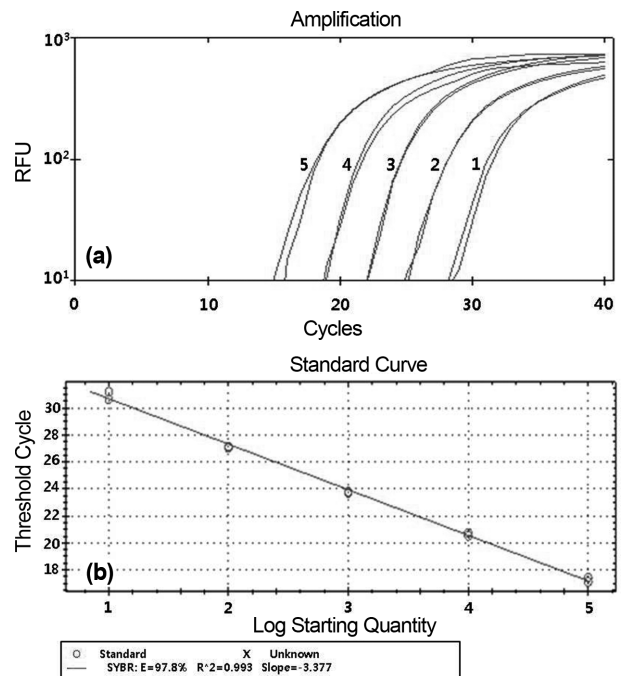 Amplification
10³
10²
10¹
RFU
5 4 3 2 1
(a)
0 10 20 30 40
Cycles
Standard Curve
30
28
26
24
22
20
18
Threshold Cycle
(b)
1 2 3 4 5
Log Starting Quantity
O Standard X Unknown
SYBR: E=97.8% R^2=0.993 Slope=-3.377